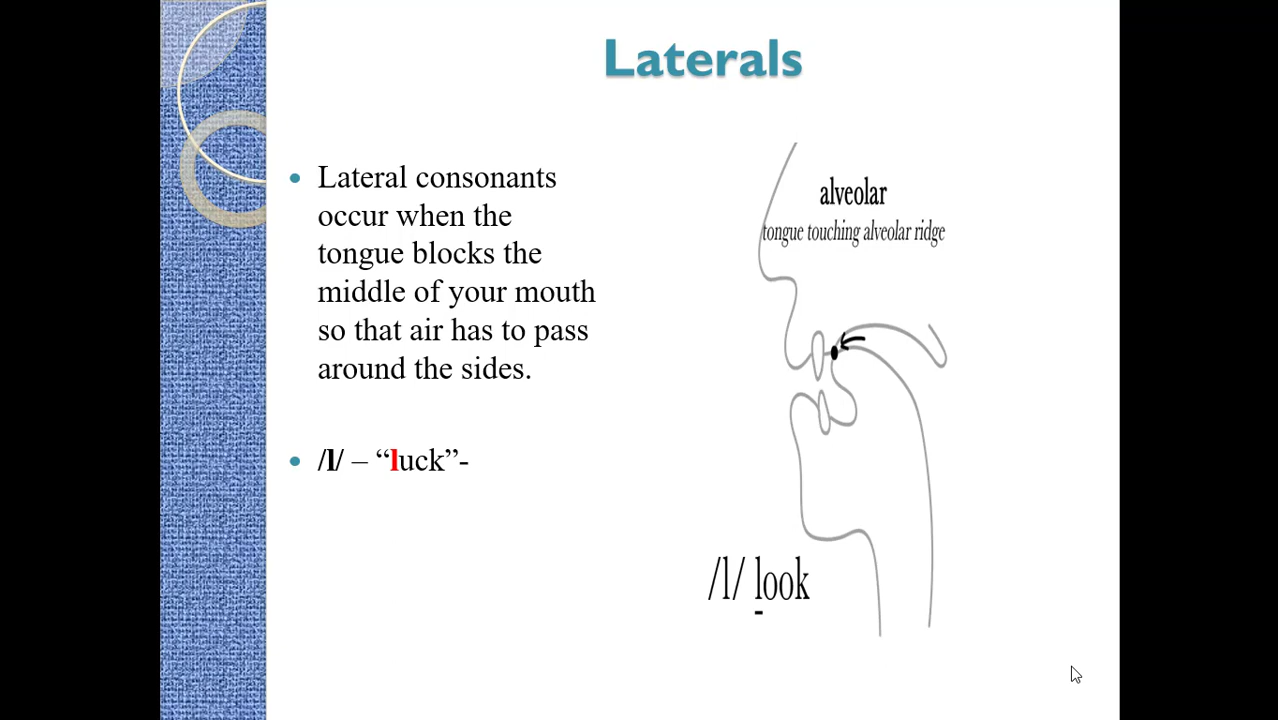 Laterals
Lateral consonants
occur when the
tongue blocks the
middle of your mouth
so that air has to pass
around the sides.
/l/ – “luck”-
alveolar
tongue touching alveolar ridge
/l/ look